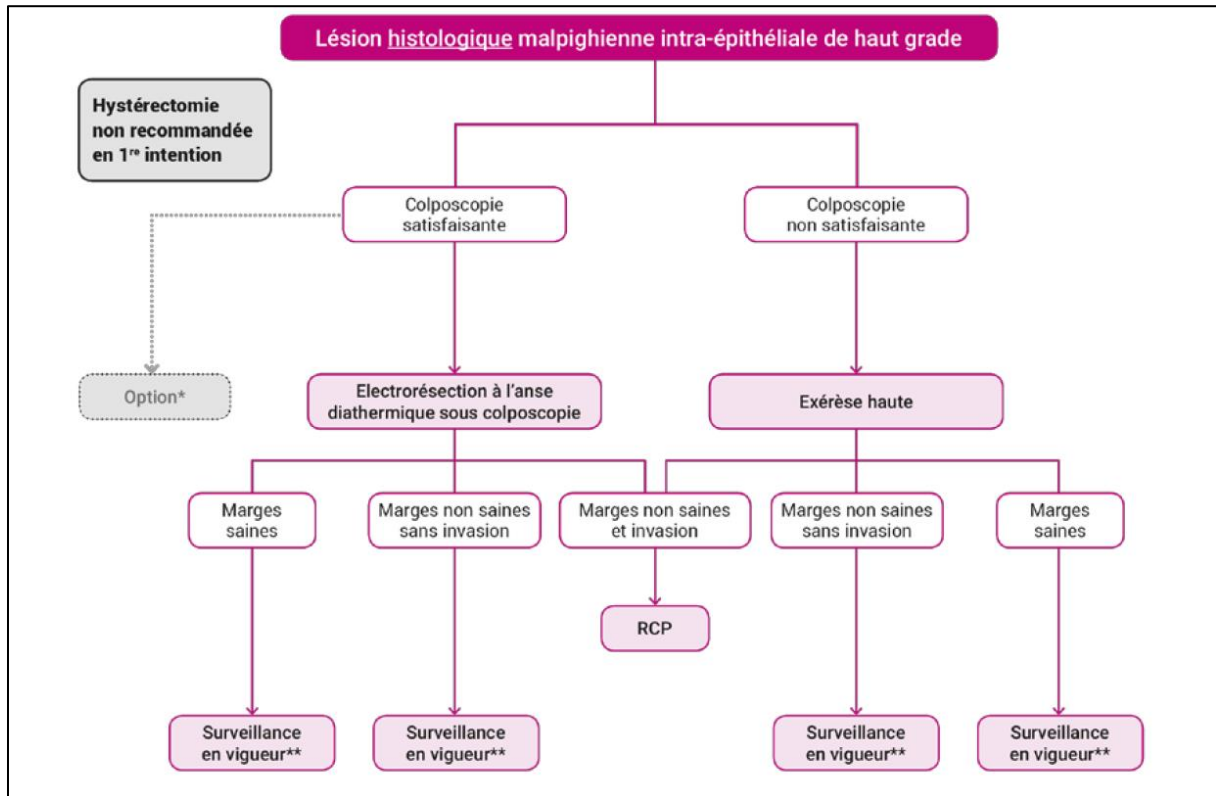 Lésion histologique malpighienne intra-épithéliale de haut grade
Hystérectomie
non recommandée
en 1re intention
Colposcopie
satisfaisante
Colposcopie
non satisfaisante
Option*
Electrorésection à l'anse
diathermique sous colposcopie
Exérèse haute
Marges
saines
Marges non saines
sans invasion
Marges non saines
et invasion
Marges non saines
sans invasion
Marges
saines
RCP
Surveillance
en vigueur**
Surveillance
en vigueur**
Surveillance
en vigueur**
Surveillance
en vigueur**